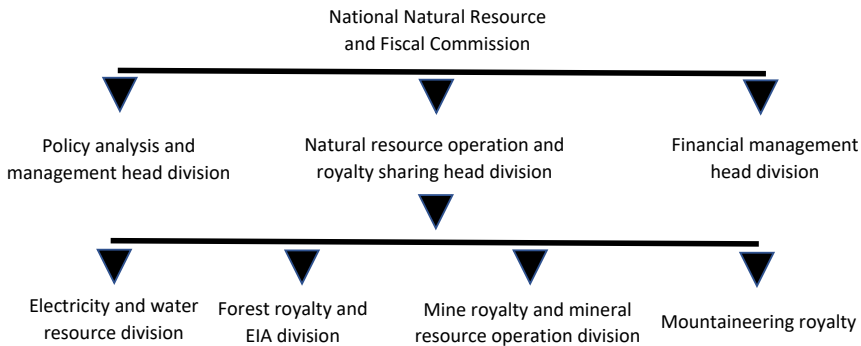 National Natural Resource
and Fiscal Commission
Policy analysis and
management head division
Natural resource operation and
royalty sharing head division
Financial management
head division
Electricity and water
resource division
Forest royalty and
EIA division
Mine royalty and mineral
resource operation division
Mountaineering royalty